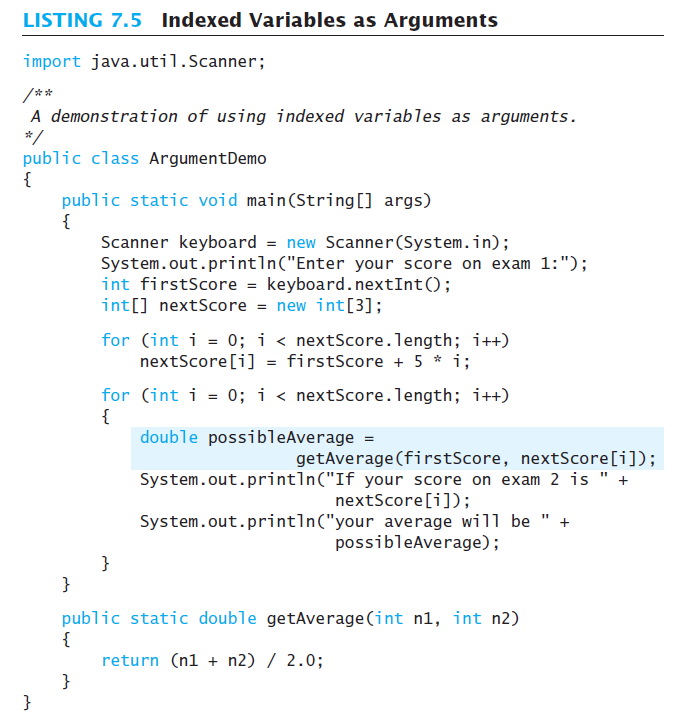 LISTING 7.5 Indexed Variables as Arguments
import java.util.Scanner;
/**
 A demonstration of using indexed variables as arguments.
*/
public class ArgumentDemo
{
    public static void main(String[] args)
    {
        Scanner keyboard = new Scanner(System.in);
        System.out.println("Enter your score on exam 1:");
        int firstScore = keyboard.nextInt();
        int[] nextScore = new int[3];
        for (int i = 0; i < nextScore.length; i++)
            nextScore[i] = firstScore + 5 * i;
        for (int i = 0; i < nextScore.length; i++)
        {
            double possibleAverage =
                            getAverage(firstScore, nextScore[i]);
            System.out.println("If your score on exam 2 is " +
                                nextScore[i]);
            System.out.println("your average will be " +
                                possibleAverage);
        }
    }
    public static double getAverage(int n1, int n2)
    {
        return (n1 + n2) / 2.0;
    }
}